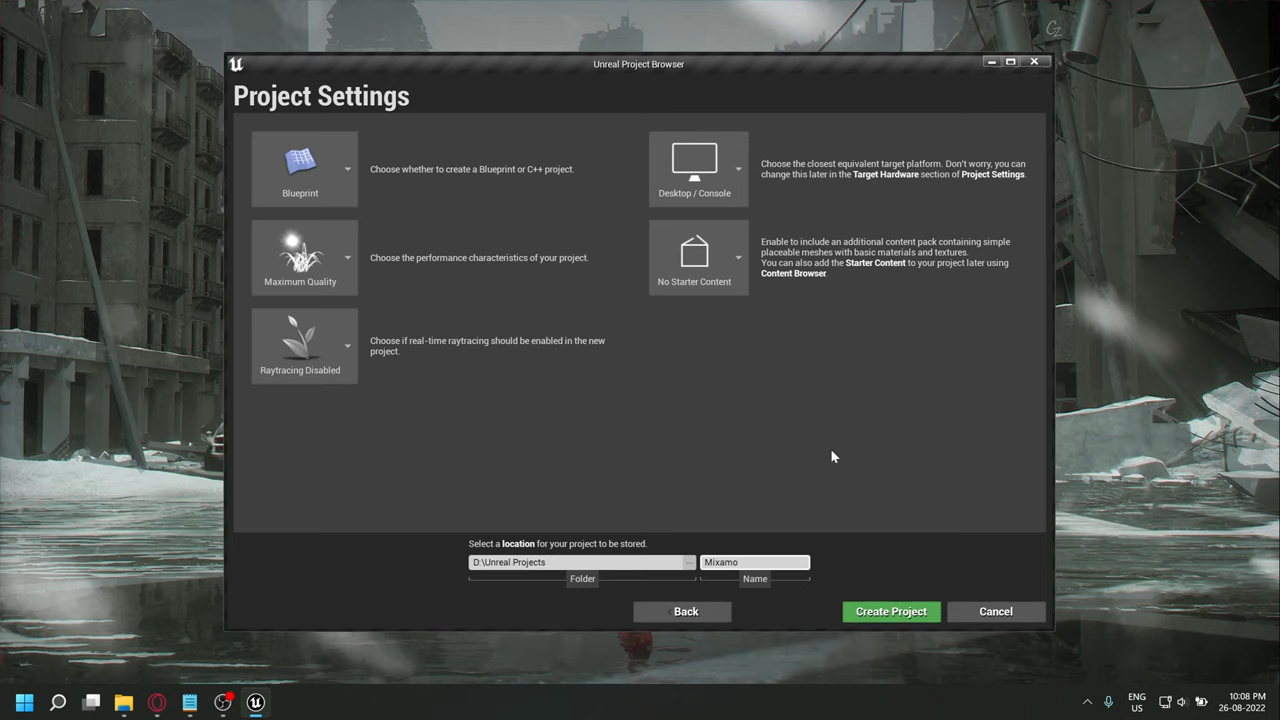 Unreal Project Browser
Project Settings
Blueprint
Choose whether to create a Blueprint or C++ project.
Desktop / Console
Choose the closest equivalent target platform. Don't worry, you can
change this later in the Target Hardware section of Project Settings.
Maximum Quality
Choose the performance characteristics of your project.
No Starter Content
Enable to include an additional content pack containing simple
placeable meshes with basic materials and textures.
You can also add the Starter Content to your project later using
Content Browser.
Raytracing Disabled
Choose if real-time raytracing should be enabled in the new
project.
Select a location for your project to be stored.
D:\Unreal Projects
...
Mixamo
Folder
Name
Back
Create Project
Cancel
ENG
US
10:08 PM
26-08-2022